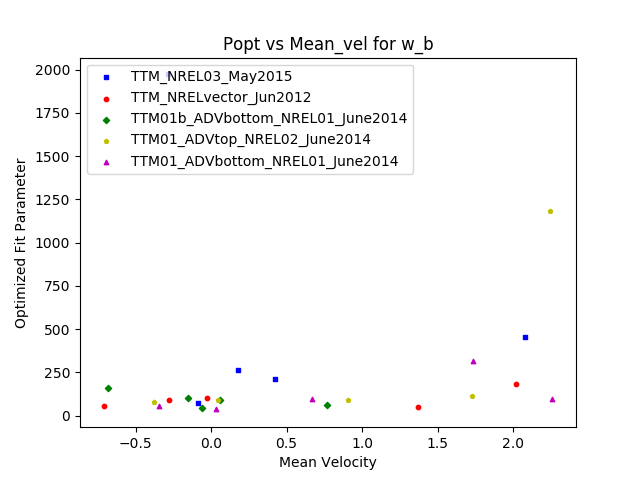 Popt vs Mean_vel for w_b
TTM_NREL03_May2015
TTM_NRELvector_Jun2012
TTM01b_ADVbottom_NREL01_June2014
TTM01_ADVtop_NREL02_June2014
TTM01_ADVbottom_NREL01_June2014
Optimized Fit Parameter
2000
1750
1500
1250
1000
750
500
250
0
−0.5 0.0 0.5 1.0 1.5 2.0
Mean Velocity